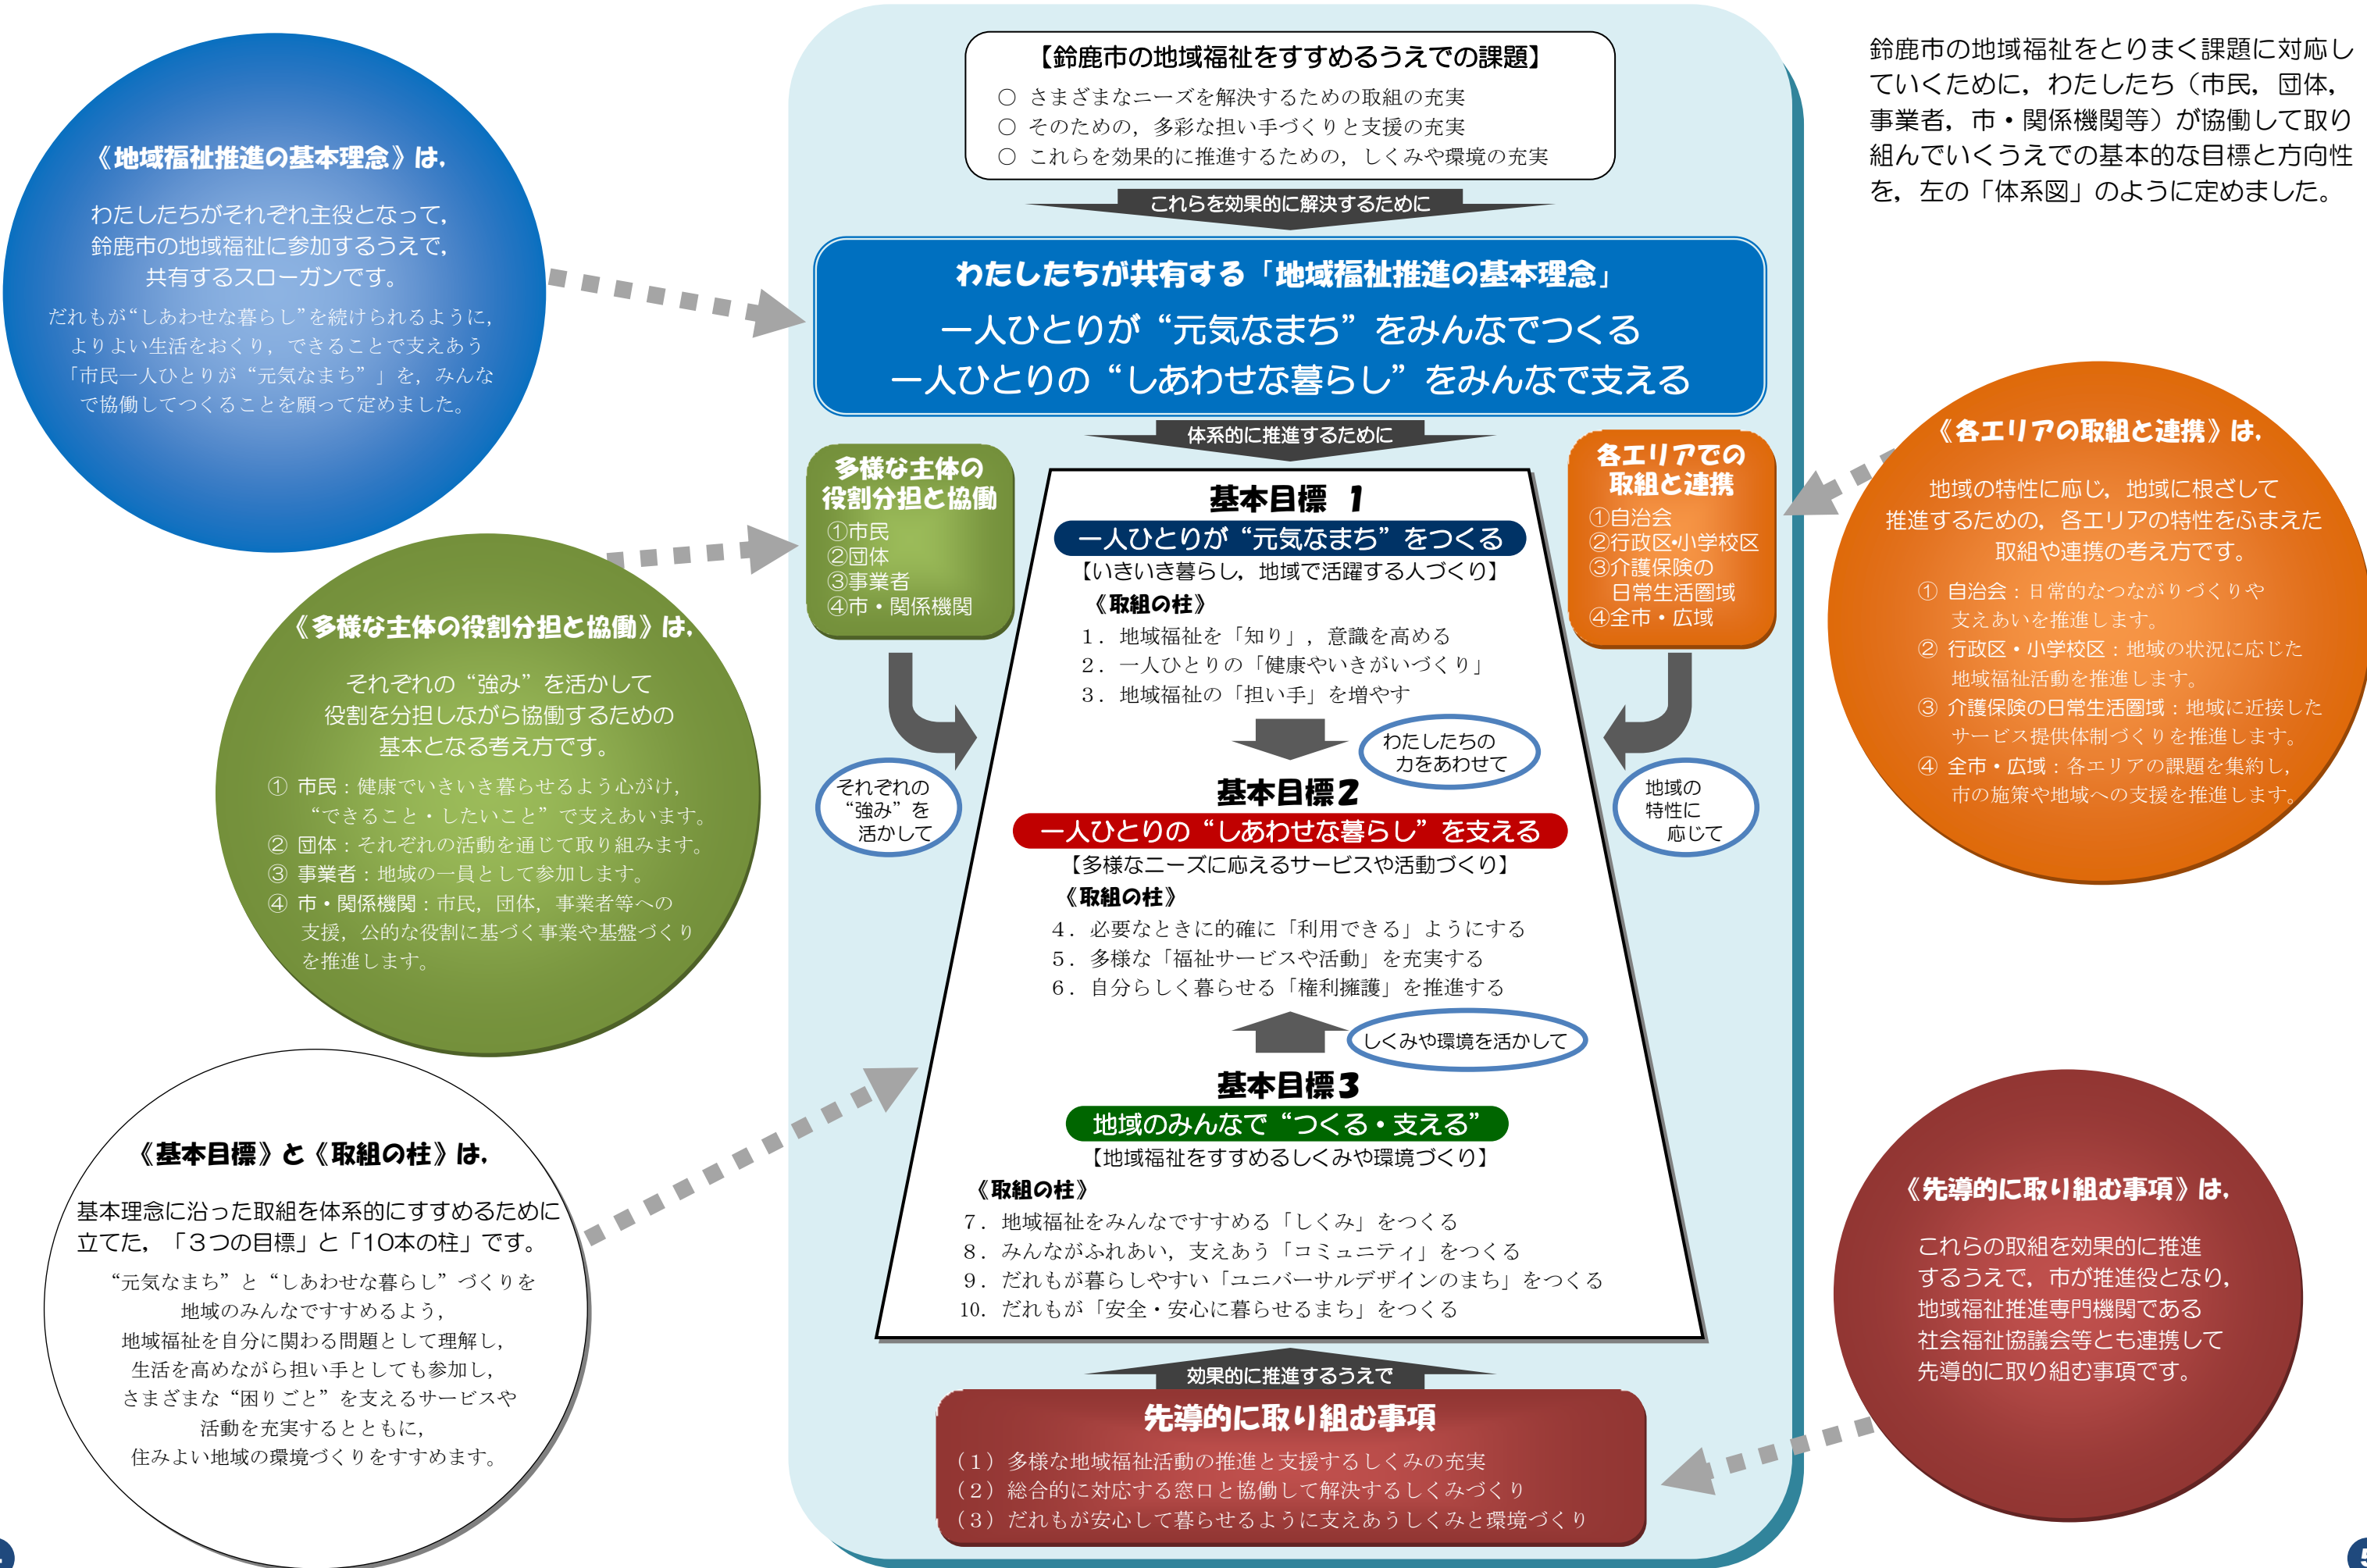 《地域福祉推進の基本理念》は，
わたしたちがそれぞれ主役となって，
鈴鹿市の地域福祉に参加するうえで，
共有するスローガンです。
だれもが“しあわせな暮らし”を続けられるように，
よりよい生活をおくり，できることで支えあう
「市民一人ひとりが“元気なまち”」を，みんな
で協働してつくることを願って定めました。
《多様な主体の役割分担と協働》は，
それぞれの“強み”を活かして
役割を分担しながら協働するための
基本となる考え方です。
① 市民：健康でいきいき暮らせるよう心がけ，
“できること・したいこと”で支えあいます。
② 団体：それぞれの活動を通じて取り組みます。
③ 事業者：地域の一員として参加します。
④ 市・関係機関：市民，団体，事業者等への
支援，公的な役割に基づく事業や基盤づくり
を推進します。
《基本目標》と《取組の柱》は，
基本理念に沿った取組を体系的にすすめるために
立てた，「３つの目標」と「10本の柱」です。
“元気なまち”と“しあわせな暮らし”づくりを
地域のみんなですすめるよう，
地域福祉を自分に関わる問題として理解し，
生活を高めながら担い手としても参加し，
さまざまな“困りごと”を支えるサービスや
活動を充実するとともに，
住みよい地域の環境づくりをすすめます。
【鈴鹿市の地域福祉をすすめるうえでの課題】
○ さまざまなニーズを解決するための取組の充実
○ そのための，多彩な担い手づくりと支援の充実
○ これらを効果的に推進するための，しくみや環境の充実
これらを効果的に解決するために
わたしたちが共有する「地域福祉推進の基本理念」
一人ひとりが“元気なまち”をみんなでつくる
一人ひとりの“しあわせな暮らし”をみんなで支える
体系的に推進するために
多様な主体の
役割分担と協働
①市民
②団体
③事業者
④市・関係機関
それぞれの
“強み”を
活かして
基本目標 1
一人ひとりが“元気なまち”をつくる
【いきいき暮らし，地域で活躍する人づくり】
《取組の柱》
１．地域福祉を「知り」，意識を高める
２．一人ひとりの「健康やいきがいづくり」
３．地域福祉の「担い手」を増やす
わたしたちの
力をあわせて
基本目標2
一人ひとりの“しあわせな暮らし”を支える
【多様なニーズに応えるサービスや活動づくり】
《取組の柱》
４．必要なときに的確に「利用できる」ようにする
５．多様な「福祉サービスや活動」を充実する
６．自分らしく暮らせる「権利擁護」を推進する
しくみや環境を活かして
基本目標3
地域のみんなで“つくる・支える”
【地域福祉をすすめるしくみや環境づくり】
《取組の柱》
７．地域福祉をみんなですすめる「しくみ」をつくる
８．みんながふれあい，支えあう「コミュニティ」をつくる
９．だれもが暮らしやすい「ユニバーサルデザインのまち」をつくる
10．だれもが「安全・安心に暮らせるまち」をつくる
各エリアでの
取組と連携
①自治会
②行政区・小学校区
③介護保険の
日常生活圏域
④全市・広域
地域の
特性に
応じて
効果的に推進するうえで
先導的に取り組む事項
（１）多様な地域福祉活動の推進と支援するしくみの充実
（２）総合的に対応する窓口と協働して解決するしくみづくり
（３）だれもが安心して暮らせるように支えあうしくみと環境づくり
鈴鹿市の地域福祉をとりまく課題に対応し
ていくために，わたしたち（市民，団体，
事業者，市・関係機関等）が協働して取り
組んでいくうえでの基本的な目標と方向性
を，左の「体系図」のように定めました。
《各エリアの取組と連携》は，
地域の特性に応じ，地域に根ざして
推進するための，各エリアの特性をふまえた
取組や連携の考え方です。
① 自治会：日常的なつながりづくりや
支えあいを推進します。
② 行政区・小学校区：地域の状況に応じた
地域福祉活動を推進します。
③ 介護保険の日常生活圏域：地域に近接した
サービス提供体制づくりを推進します。
④ 全市・広域：各エリアの課題を集約し，
市の施策や地域への支援を推進します。
《先導的に取り組む事項》は，
これらの取組を効果的に推進
するうえで，市が推進役となり，
地域福祉推進専門機関である
社会福祉協議会等とも連携して
先導的に取り組む事項です。